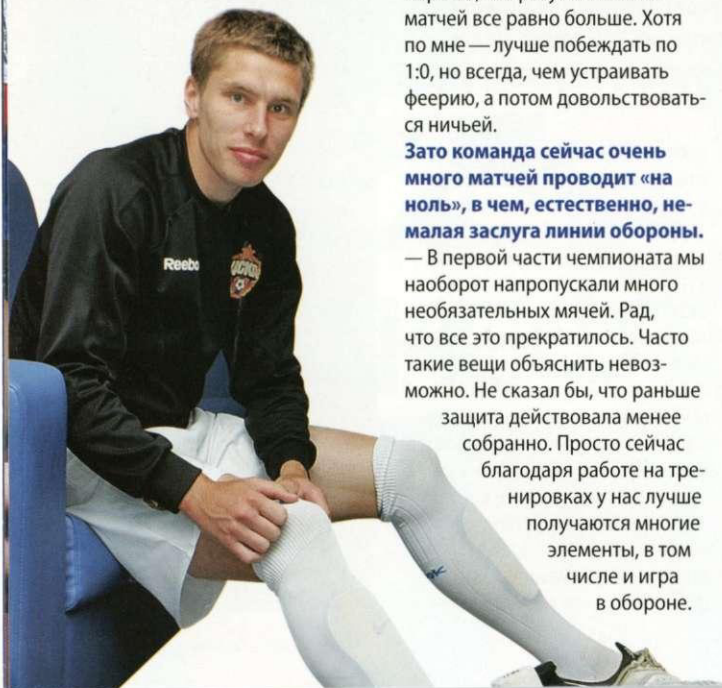 матчей все равно больше. Хотя
по мне — лучше побеждать по
1:0, но всегда, чем устраивать
феерию, а потом довольствовать-
ся ничьей.
Зато команда сейчас очень
много матчей проводит «на
ноль», в чем, естественно, не-
малая заслуга линии обороны.
— В первой части чемпионата мы
наоборот напропускали много
необязательных мячей. Рад,
что все это прекратилось. Часто
такие вещи объяснить невоз-
можно. Не сказал бы, что раньше
защита действовала менее
собранно. Просто сейчас
благодаря работе на тре-
нировках у нас лучше
получаются многие
элементы, в том
числе и игра
в обороне.
Reebo
ЦСКА